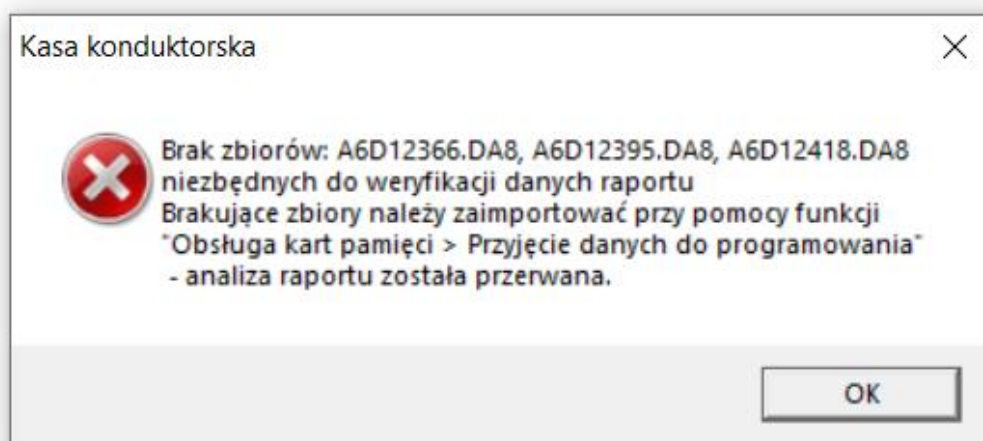 Kasa konduktorska
Brak zbiorów: A6D12366.DA8, A6D12395.DA8, A6D12418.DA8
niezbędnych do weryfikacji danych raportu
Brakujące zbiory należy zaimportować przy pomocy funkcji
"Obsługa kart pamięci > Przyjęcie danych do programowania"
- analiza raportu została przerwana.
OK